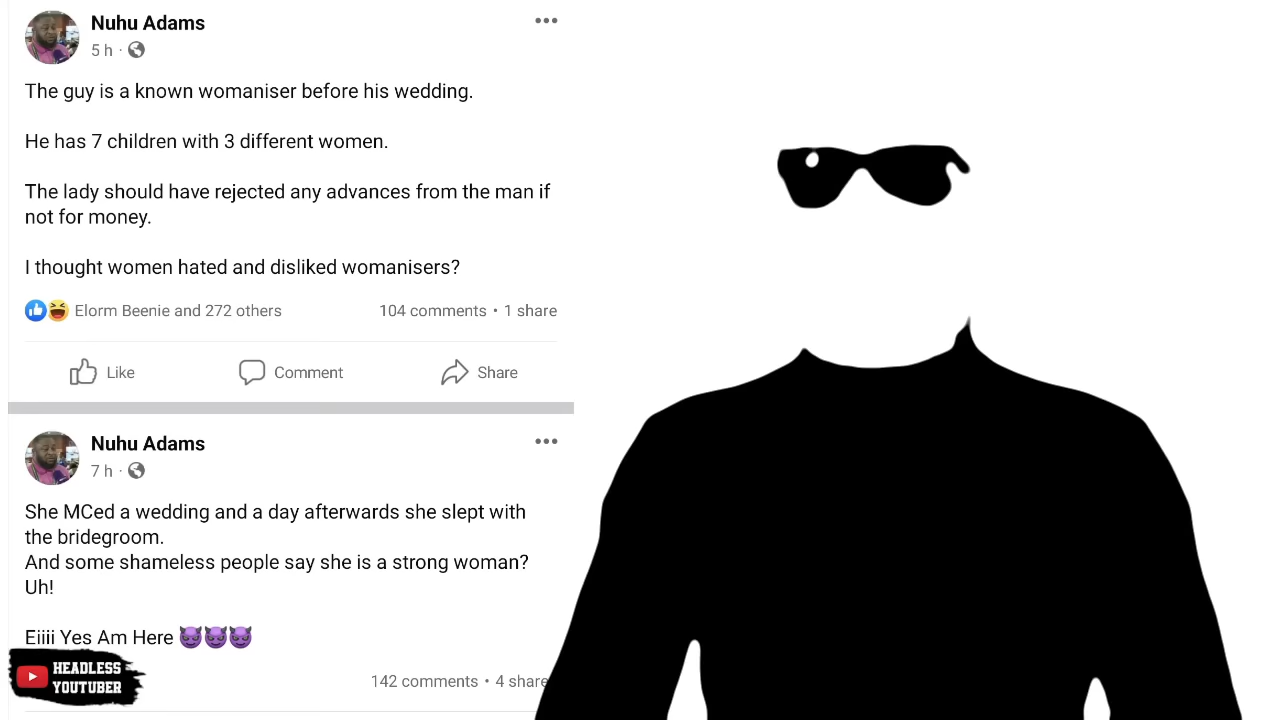 Nuhu Adams
5 h ·
The guy is a known womaniser before his wedding.
He has 7 children with 3 different women.
The lady should have rejected any advances from the man if
not for money.
I thought women hated and disliked womanisers?
Elorm Beenie and 272 others
104 comments • 1 share
Like
Comment
Share
Nuhu Adams
7 h ·
She MCed a wedding and a day afterwards she slept with
the bridegroom.
And some shameless people say she is a strong woman?
Uh!
Eiiii Yes Am Here 😈😈😈
142 comments • 4 share
HEADLESS
YOUTUBER